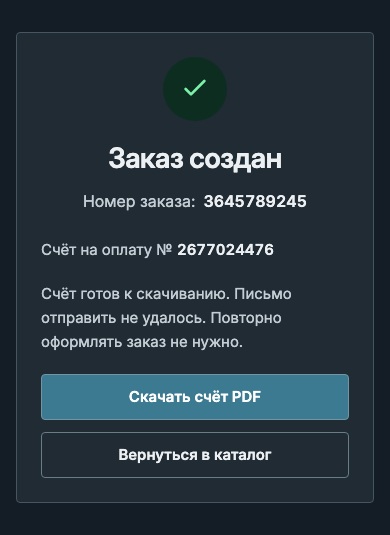 Заказ создан
Номер заказа: 3645789245
Счёт на оплату № 2677024476
Счёт готов к скачиванию. Письмо
отправить не удалось. Повторно
оформлять заказ не нужно.
Скачать счёт PDF
Вернуться в каталог